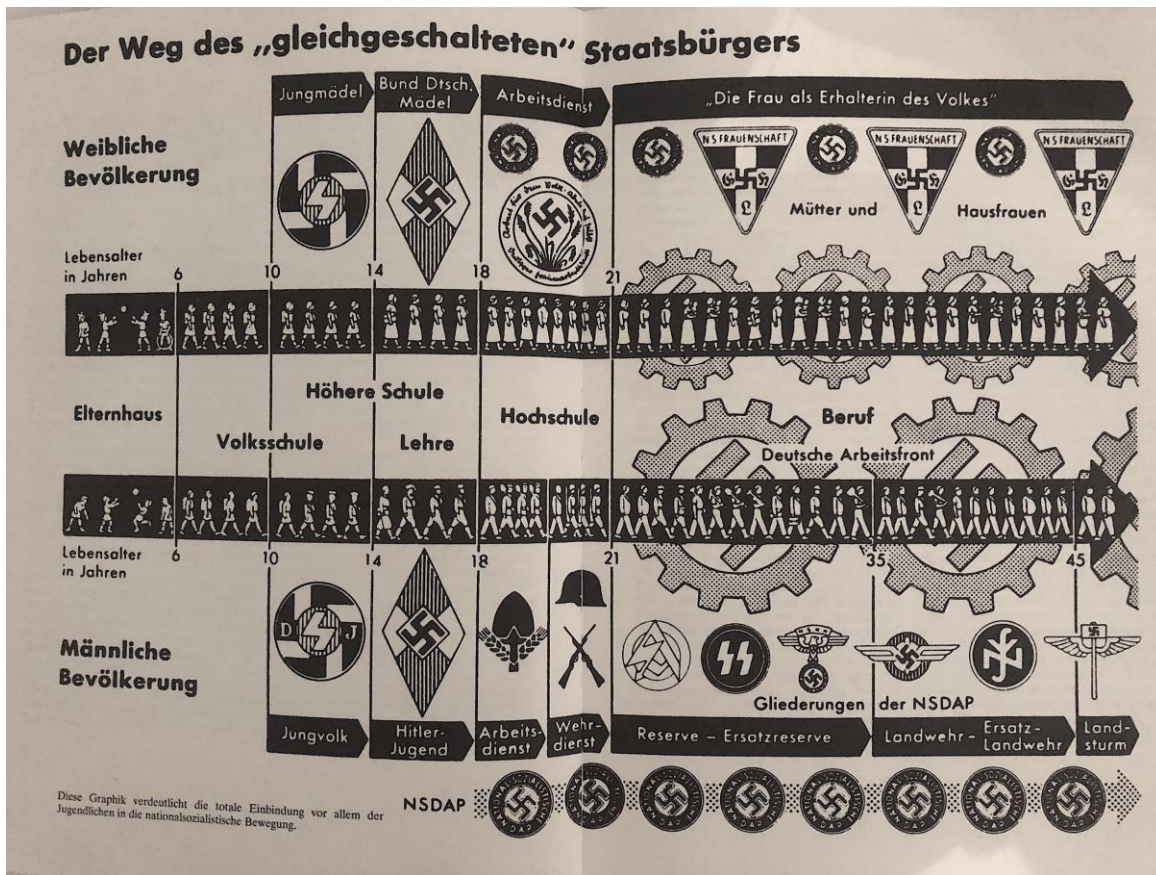 Der Weg des „gleichgeschalteten“ Staatsbürgers
Jungmädel
Bund Dtsch.
Mädel
Arbeitsdienst
„Die Frau als Erhalterin des Volkes“
Weibliche
Bevölkerung
NS FRAUENSCHAFT
NS FRAUENSCHAFT
NS FRAUENSCHAFT
G H
L
G H
L
G H
L
Mütter und
Hausfrauen
Lebensalter
in Jahren
6
10
14
18
21
Höhere Schule
Elternhaus
Hochschule
Beruf
Volksschule
Lehre
Deutsche Arbeitsfront
Lebensalter
in Jahren
6
10
14
18
21
35
45
D J
Männliche
Bevölkerung
Gliederungen der NSDAP
Jungvolk
Hitler-
Jugend
Arbeits-
dienst
Wehr-
dienst
Reserve – Ersatzreserve
Landwehr – Ersatz-
Landwehr
Land-
sturm
NSDAP
Diese Graphik verdeutlicht die totale Einbindung vor allem der
Jugendlichen in die nationalsozialistische Bewegung.